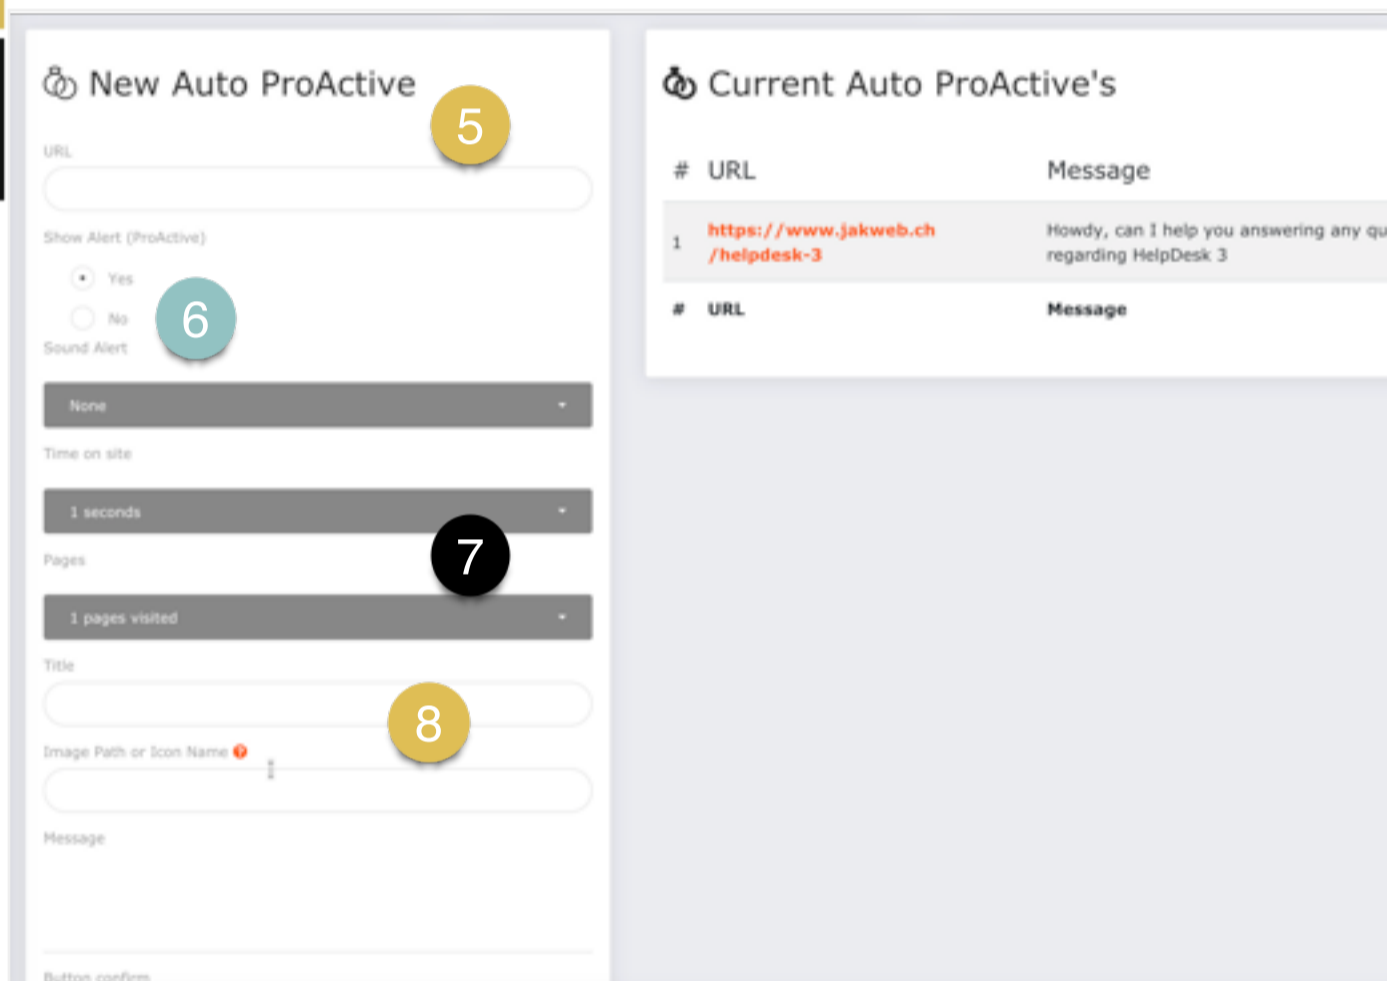 New Auto ProActive
5
URL
Show Alert (ProActive)
Yes
No
6
Sound Alert
None
Time on site
1 seconds
7
Pages
1 pages visited
Title
8
Image Path or Icon Name ?
Message
Button confirm
Current Auto ProActive's
# URL Message
1 https://www.jakweb.ch Howdy, can I help you answering any qu
/helpdesk-3 regarding HelpDesk 3
# URL Message